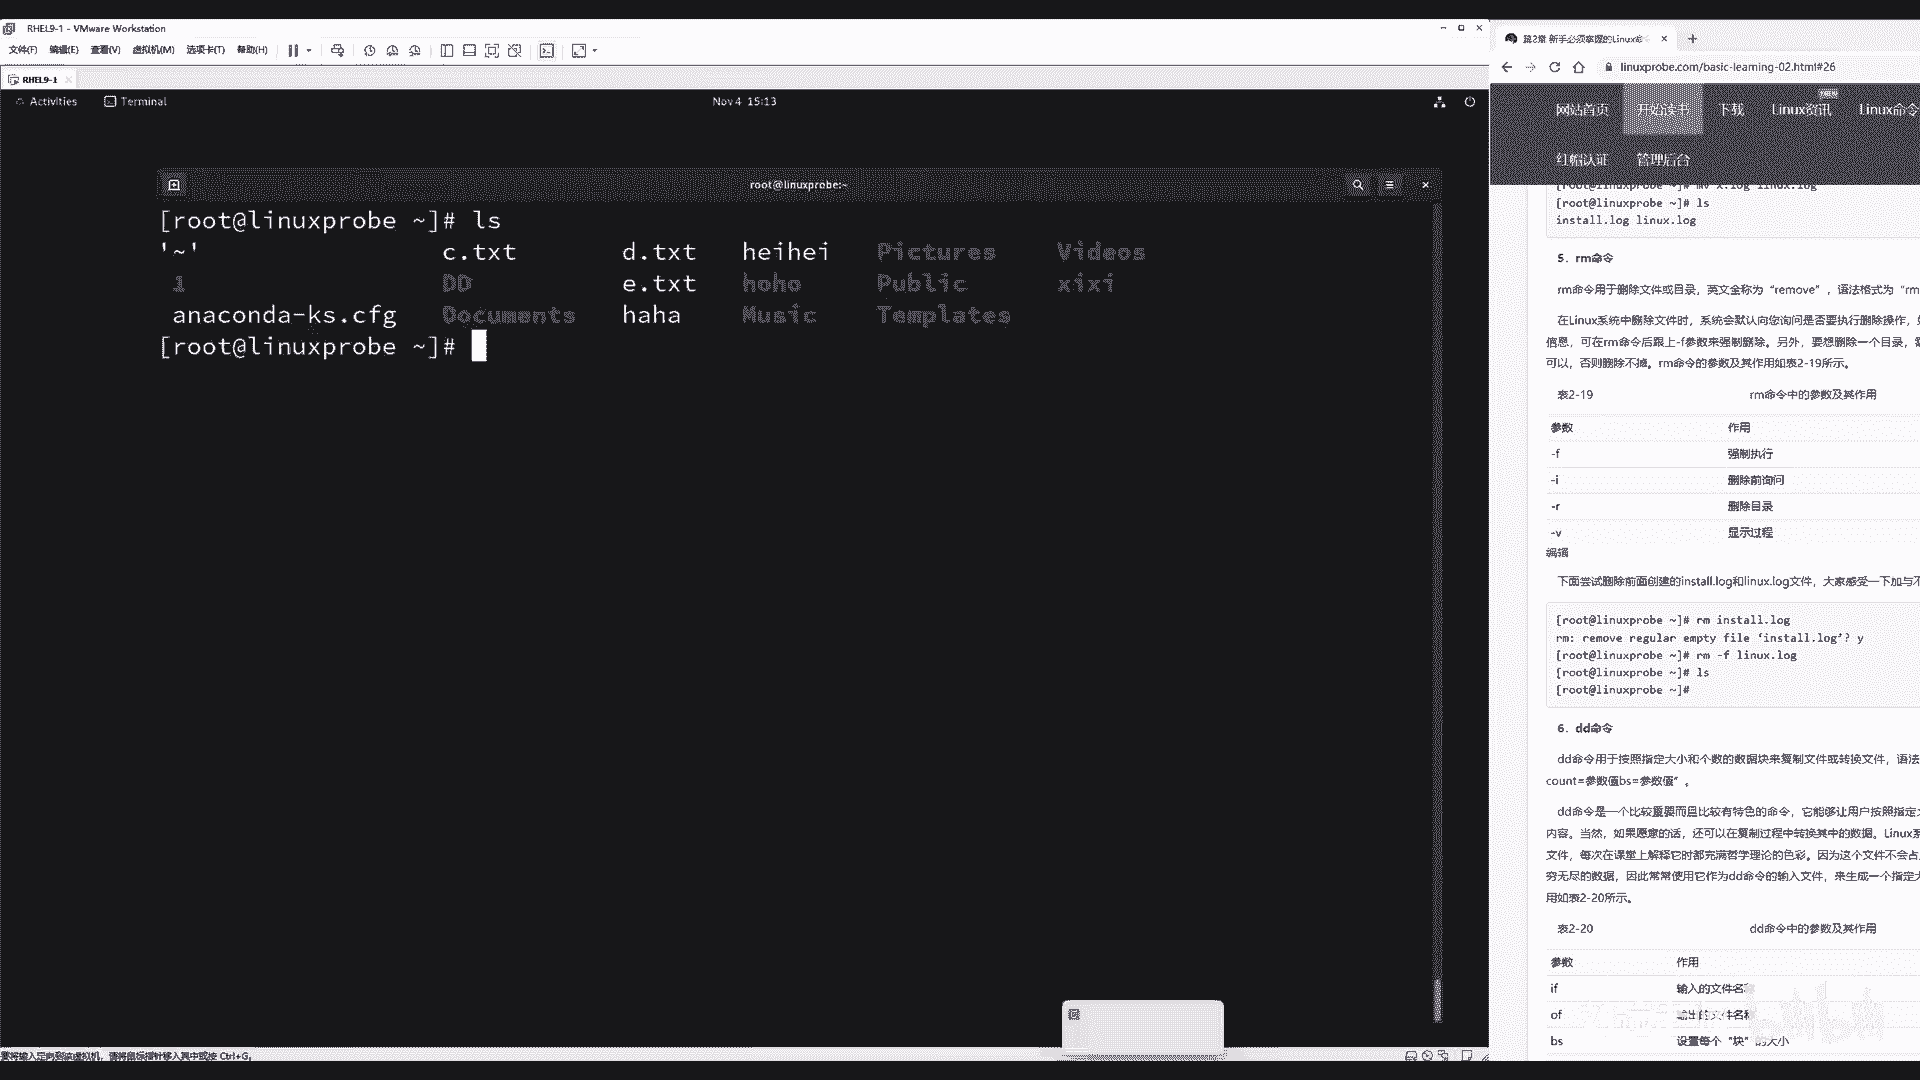 RHEL9-1 - VMware Workstation
文件(F) 编辑(E) 查看(V) 虚拟机(M) 选项卡(T) 帮助(H)
RHEL9-1
Activities Terminal Nov 4 15:13
root@linuxprobe:~
[root@linuxprobe ~]# ls
'~' c.txt d.txt heihei Pictures Videos
1 DD e.txt hoho Public xixi
anaconda-ks.cfg Documents haha Music Templates
[root@linuxprobe ~]#
要将输入定向到该虚拟机，请将鼠标指针移入其中或按 Ctrl+G。
第2章 新手必须掌握的Linux命
linuxprobe.com/basic-learning-02.html#26
网站首页 开始读书 下载 Linux资讯 Linux命令
红帽认证 管理后台
[root@linuxprobe ~]# mv x.log linux.log
[root@linuxprobe ~]# ls
install.log linux.log
5．rm命令
rm命令用于删除文件或目录，英文全称为“remove”，语法格式为“rm
在Linux系统中删除文件时，系统会默认向您询问是否要执行删除操作，
信息，可在rm命令后跟上-f参数来强制删除。另外，要想删除一个目录，
可以，否则删除不掉。rm命令的参数及其作用如表2-19所示。
表2-19 rm命令中的参数及其作用
参数 作用
-f 强制执行
-i 删除前询问
-r 删除目录
-v 显示过程
编辑
下面尝试删除前面创建的install.log和linux.log文件，大家感受一下加与不
[root@linuxprobe ~]# rm install.log
rm: remove regular empty file ‘install.log’? y
[root@linuxprobe ~]# rm -f linux.log
[root@linuxprobe ~]# ls
[root@linuxprobe ~]#
6．dd命令
dd命令用于按照指定大小和个数的数据块来复制文件或转换文件，语法
count=参数值bs=参数值”。
dd命令是一个比较重要而且比较有特色的命令，它能够让用户按照指定
内容。当然，如果愿意的话，还可以在复制过程中转换其中的数据。Linux系
文件，每次在课堂上解释它时都充满哲学理论的色彩。因为这个文件不会占
穷无尽的数据，因此常常使用它作为dd命令的输入文件，来生成一个指定大
用如表2-20所示。
表2-20 dd命令中的参数及其作用
参数 作用
if 输入的文件名称
of 输出的文件名称
bs 设置每个“块”的大小